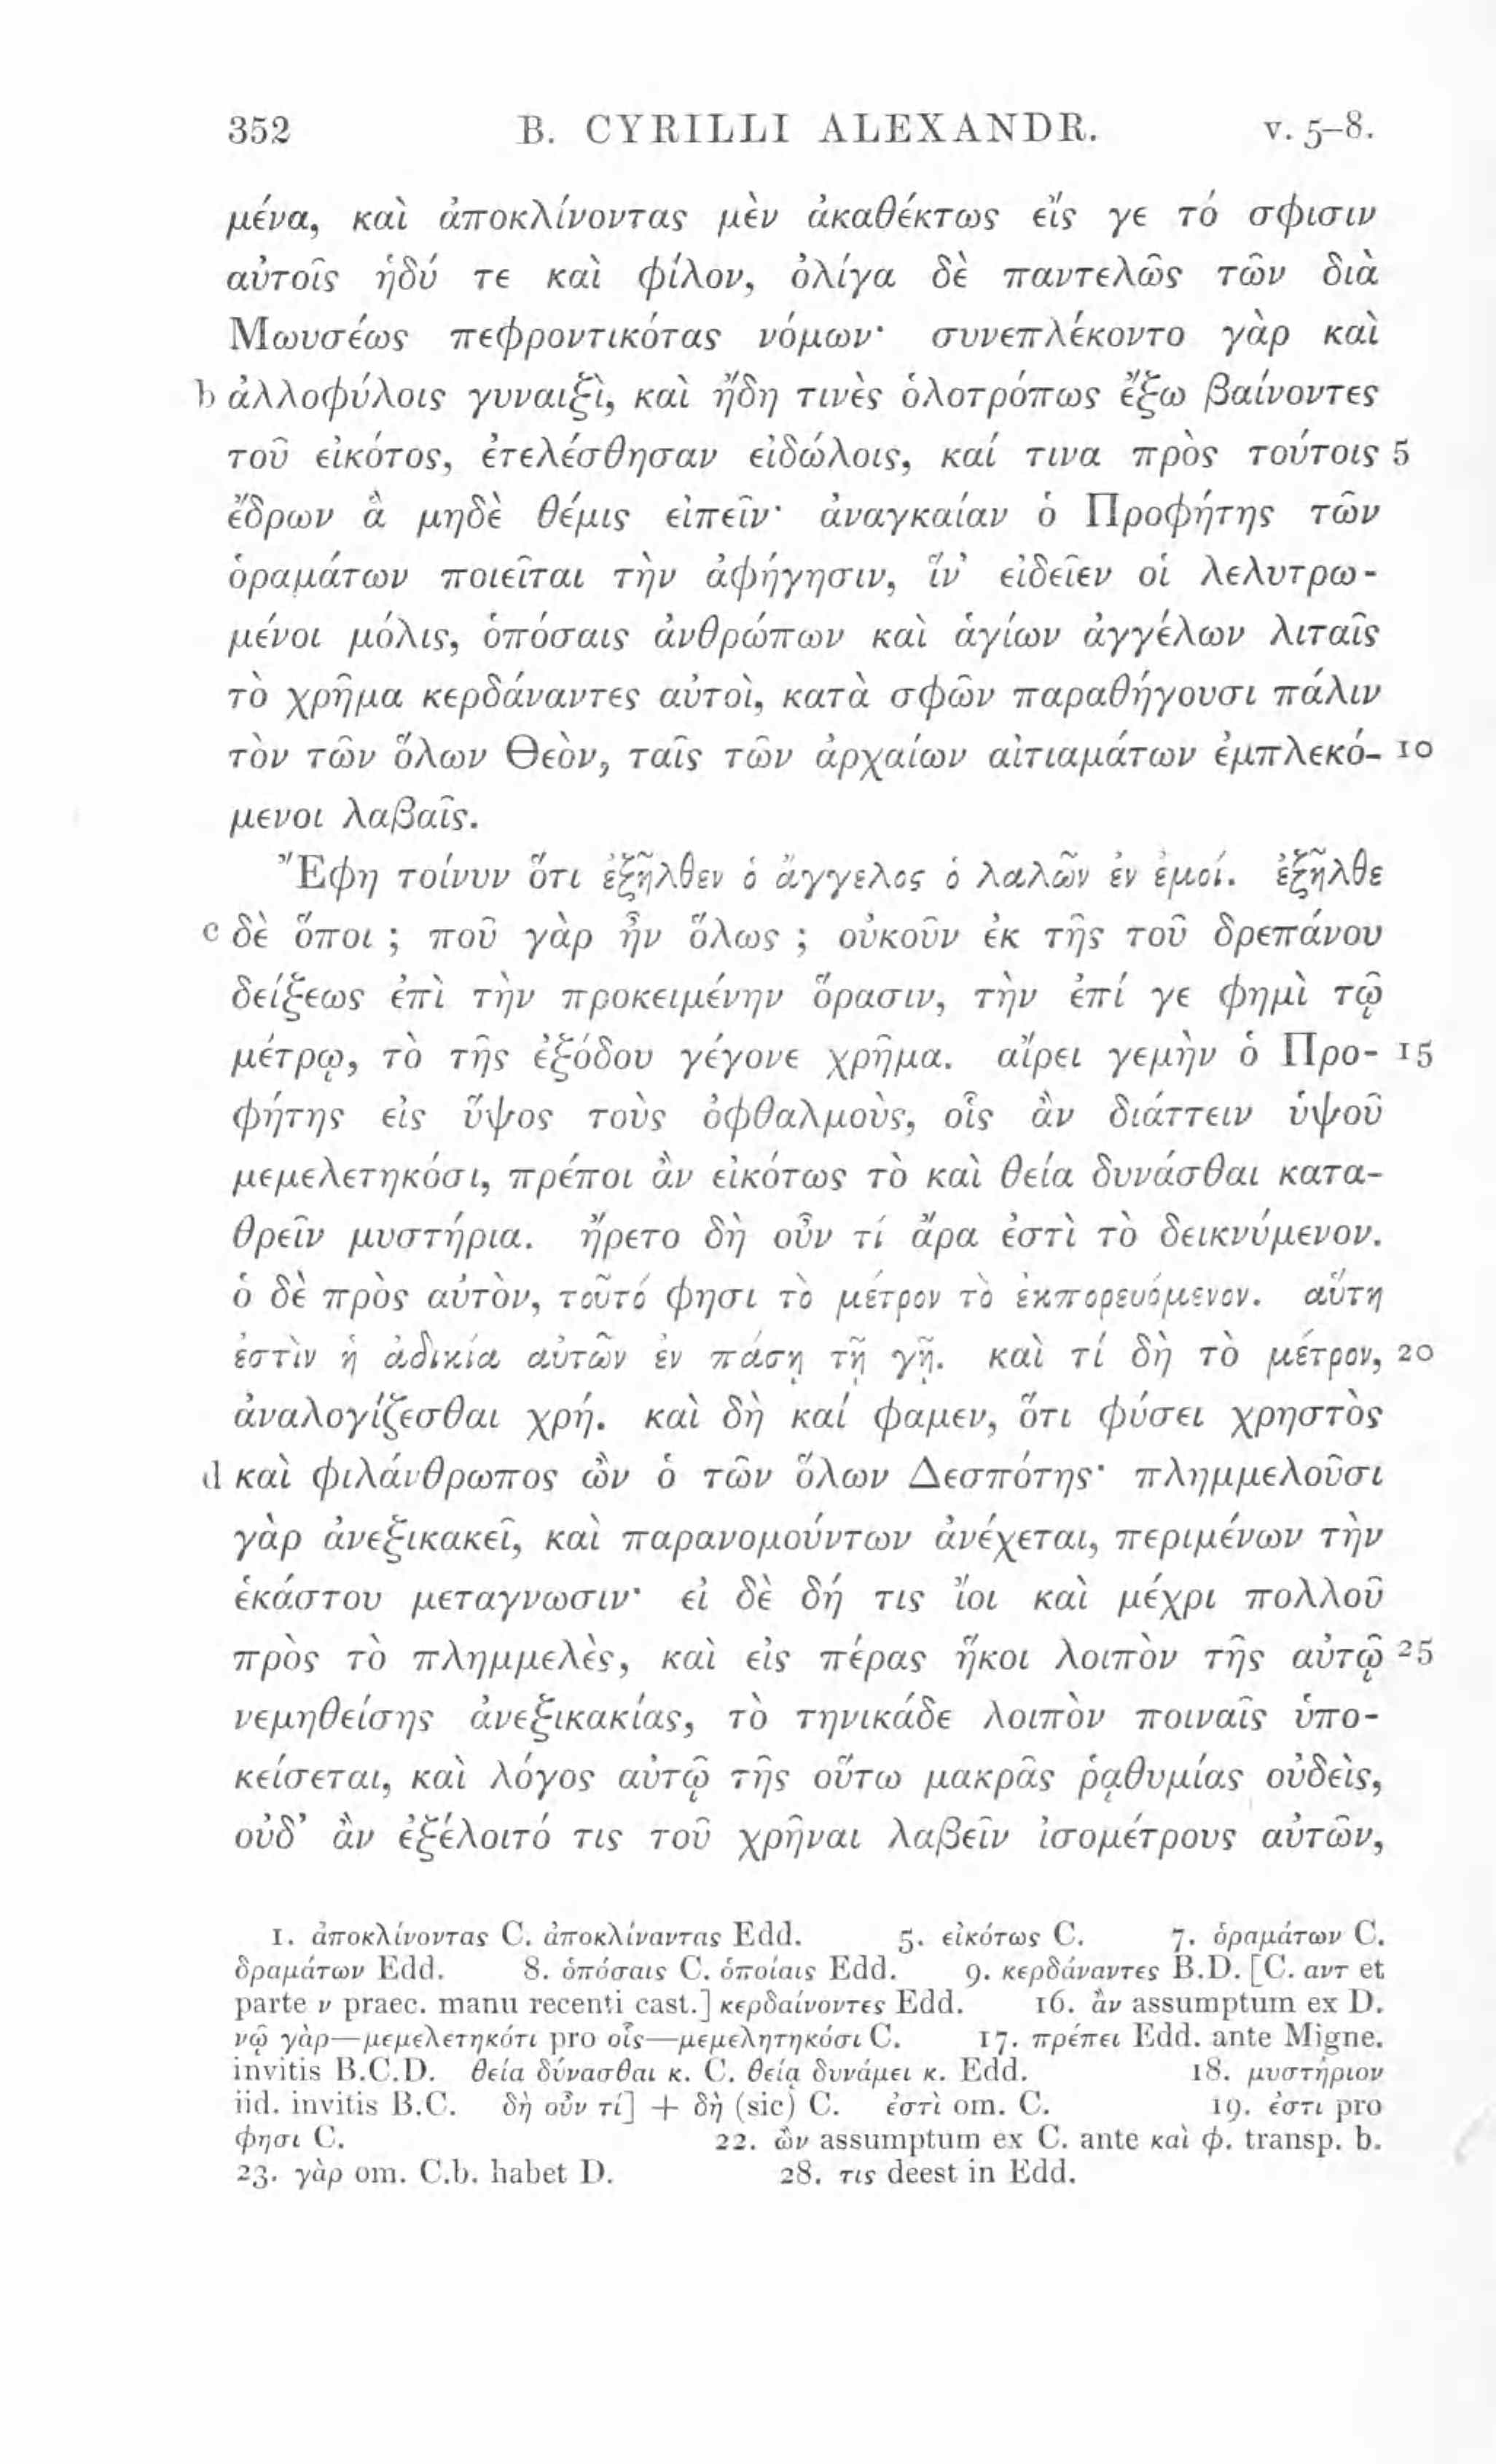 352 B. CYRILLI ALEXANDR. v. 5–8.
μένα, καὶ ἀποκλίνοντας μὲν ἀκαθέκτως εἴς γε τό σφισιν
αὐτοῖς ἡδύ τε καὶ φίλον, ὀλίγα δὲ παντελῶς τῶν διὰ
Μωυσέως πεφροντικότας νόμων· συνεπλέκοντο γὰρ καὶ
b ἀλλοφύλοις γυναιξὶ, καὶ ἤδη τινὲς ὁλοτρόπως ἔξω βαίνοντες
τοῦ εἰκότος, ἐτελέσθησαν εἰδώλοις, καί τινα πρὸς τούτοις 5
ἔδρων ἃ μηδὲ θέμις εἰπεῖν· ἀναγκαίαν ὁ Προφήτης τῶν
ὁραμάτων ποιεῖται τὴν ἀφήγησιν, ἵν᾽ εἰδεῖεν οἱ λελυτρω-
μένοι μόλις, ὁπόσαις ἀνθρώπων καὶ ἁγίων ἀγγέλων λιταῖς
τὸ χρῆμα κερδάναντες αὐτοὶ, κατὰ σφῶν παραθήγουσι πάλιν
τὸν τῶν ὅλων Θεὸν, ταῖς τῶν ἀρχαίων αἰτιαμάτων ἐμπλεκό- 10
μενοι λαβαῖς.
Ἔφη τοίνυν ὅτι ἐξῆλθεν ὁ ἄγγελος ὁ λαλῶν ἐν ἐμοί. ἐξῆλθε
c δὲ ὅποι ; ποῦ γὰρ ἦν ὅλως ; οὐκοῦν ἐκ τῆς τοῦ δρεπάνου
δείξεως ἐπὶ τὴν προκειμένην ὅρασιν, τὴν ἐπί γε φημὶ τῷ
μέτρῳ, τὸ τῆς ἐξόδου γέγονε χρῆμα. αἴρει γεμὴν ὁ Προ- 15
φήτης εἰς ὕψος τοὺς ὀφθαλμοὺς, οἷς ἂν διάττειν ὑψοῦ
μεμελετηκόσι, πρέποι ἂν εἰκότως τὸ καὶ θεία δυνάσθαι κατα-
θρεῖν μυστήρια. ἤρετο δὴ οὖν τί ἄρα ἐστὶ τὸ δεικνύμενον.
ὁ δὲ πρὸς αὐτὸν, τοῦτό φησι τὸ μέτρον τὸ ἐκπορευόμενον. αὕτη
ἐστὶν ἡ ἀδικία αὐτῶν ἐν πάσῃ τῇ γῇ. καὶ τί δὴ τὸ μέτρον, 20
ἀναλογίζεσθαι χρή. καὶ δὴ καί φαμεν, ὅτι φύσει χρηστὸς
d καὶ φιλάνθρωπος ὢν ὁ τῶν ὅλων Δεσπότης· πλημμελοῦσι
γὰρ ἀνεξικακεῖ, καὶ παρανομούντων ἀνέχεται, περιμένων τὴν
ἑκάστου μεταγνωσιν· εἰ δὲ δή τις ἴοι καὶ μέχρι πολλοῦ
πρὸς τὸ πλημμελὲς, καὶ εἰς πέρας ἥκοι λοιπὸν τῆς αὐτῷ 25
νεμηθείσης ἀνεξικακίας, τὸ τηνικάδε λοιπὸν ποιναῖς ὑπο-
κείσεται, καὶ λόγος αὐτῷ τῆς οὕτω μακρᾶς ῥᾳθυμίας οὐδεὶς,
οὐδ᾽ ἂν ἐξέλοιτό τις τοῦ χρῆναι λαβεῖν ἰσομέτρους αὐτῶν,
1. ἀποκλίνοντας C. ἀποκλίναντας Edd. 5. εἰκότως C. 7. ὁραμάτων C.
δραμάτων Edd. 8. ὁπόσαις C. ὁποίαις Edd. 9. κερδάναντες B.D. [C. αντ et
parte ν praec. manu recenti cast.] κερδαίνοντες Edd. 16. ἂν assumptum ex D.
νῷ γὰρ—μεμελετηκότι pro οἷς—μεμελητηκόσι C. 17. πρέπει Edd. ante Migne.
invitis B.C.D. θεία δύνασθαι κ. C. θείᾳ δυνάμει κ. Edd. 18. μυστήριον
iid. invitis B.C. δὴ οὖν τί] + δὴ (sic) C. ἐστὶ om. C. 19. ἐστι pro
φησι C. 22. ὢν assumptum ex C. ante καὶ φ. transp. b.
23. γὰρ om. C.b. habet D. 28. τις deest in Edd.